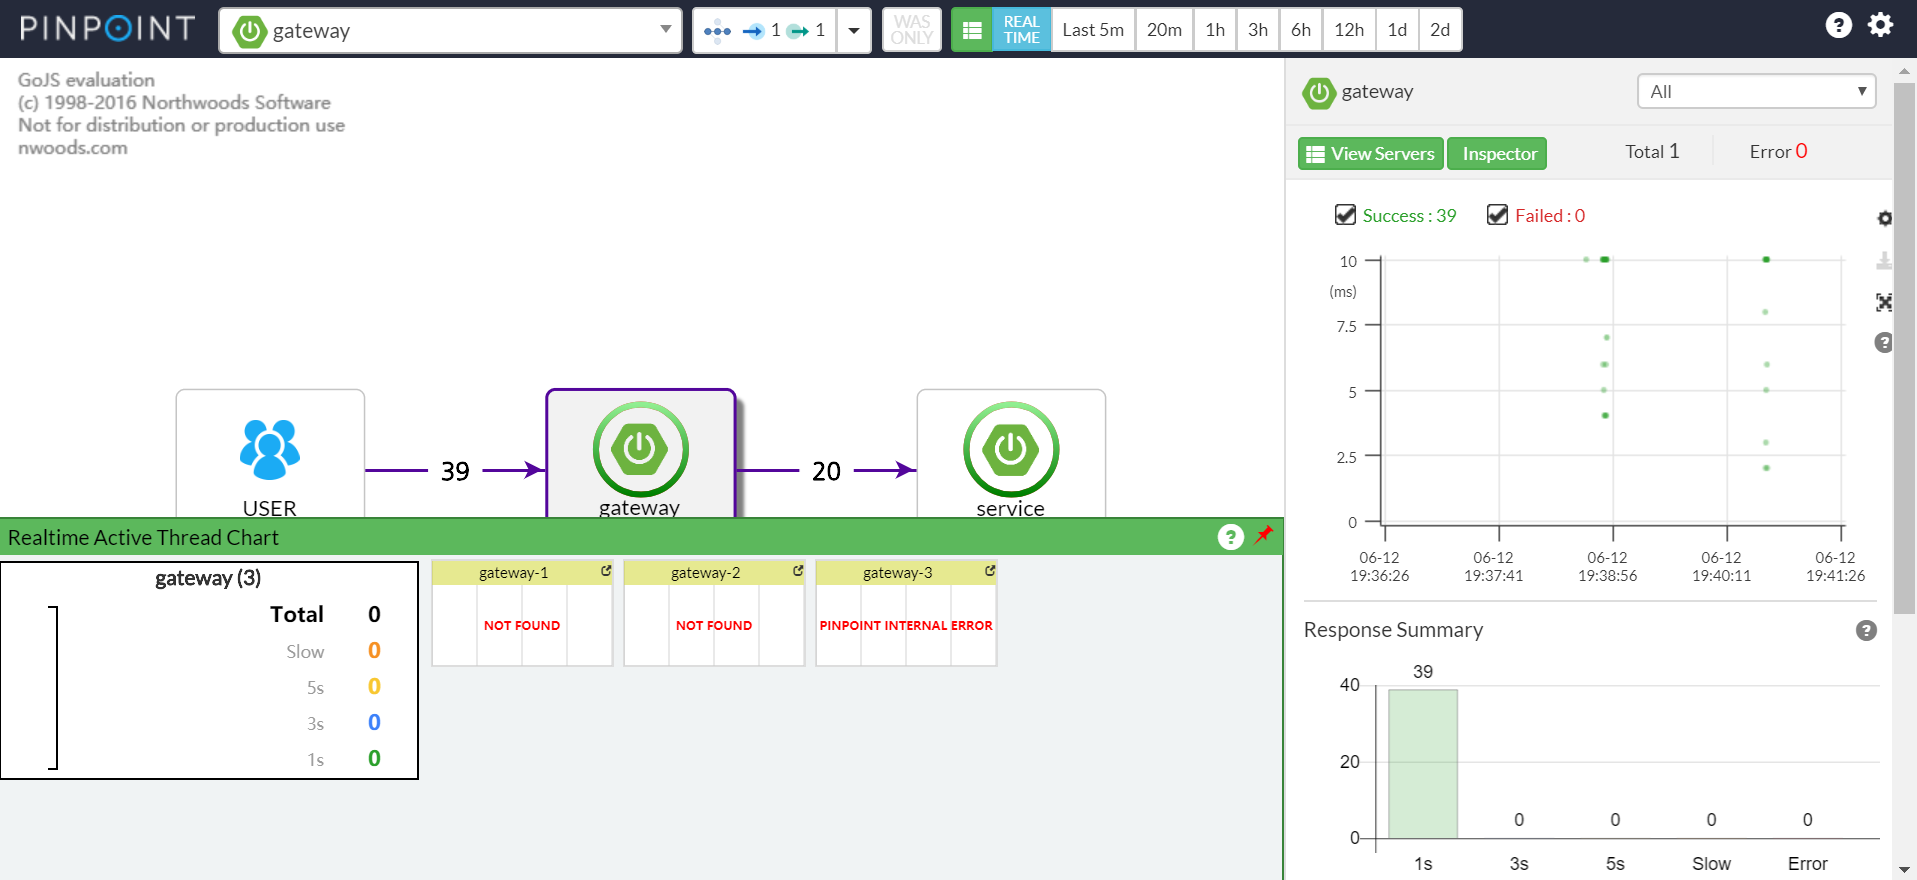 PINPOINT
gateway
1 1
WAS ONLY
REAL TIME
Last 5m 20m 1h 3h 6h 12h 1d 2d
?
GoJS evaluation
(c) 1998-2016 Northwoods Software
Not for distribution or production use
nwoods.com
USER
39
gateway
20
service
Realtime Active Thread Chart
?
gateway (3)
Total 0
Slow 0
5s 0
3s 0
1s 0
gateway-1
NOT FOUND
gateway-2
NOT FOUND
gateway-3
PINPOINT INTERNAL ERROR
gateway
All
View Servers Inspector
Total 1
Error 0
Success : 39 Failed : 0
10
(ms)
7.5
5
2.5
0
06-12 06-12 06-12 06-12 06-12
19:36:26 19:37:41 19:38:56 19:40:11 19:41:26
?
Response Summary
?
39
40
20
0
0 0 0 0
1s 3s 5s Slow Error